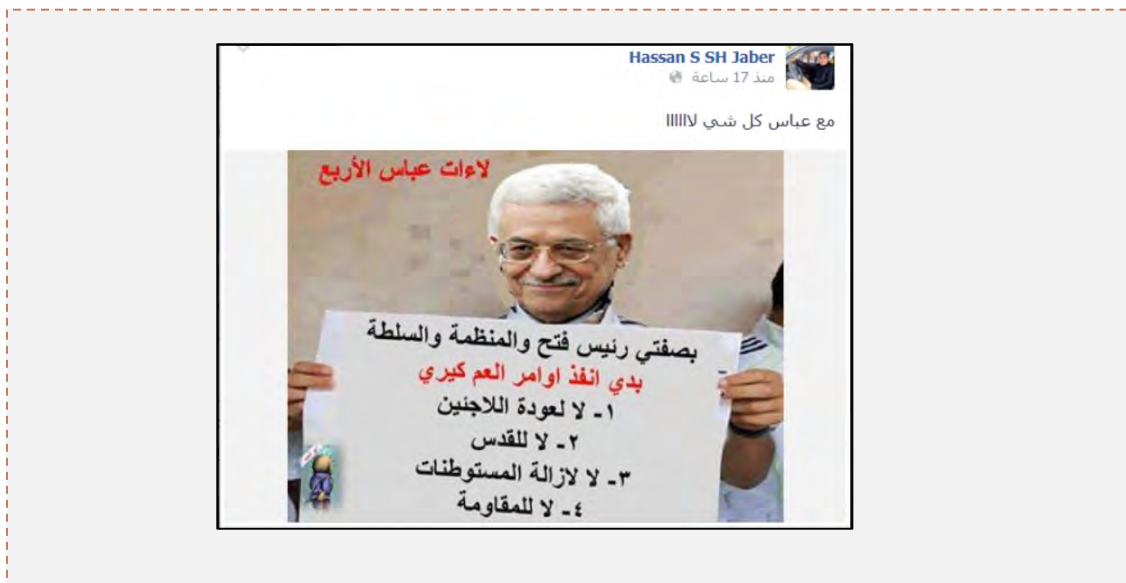 Hassan S SH Jaber
منذ 17 ساعة
مع عباس كل شي لااااااا
لاءات عباس الأربع
بصفتي رئيس فتح والمنظمة والسلطة
بدي انفذ اوامر العم كيري
١- لا لعودة اللاجئين
٢- لا للقدس
٣- لا لازالة المستوطنات
٤- لا للمقاومة